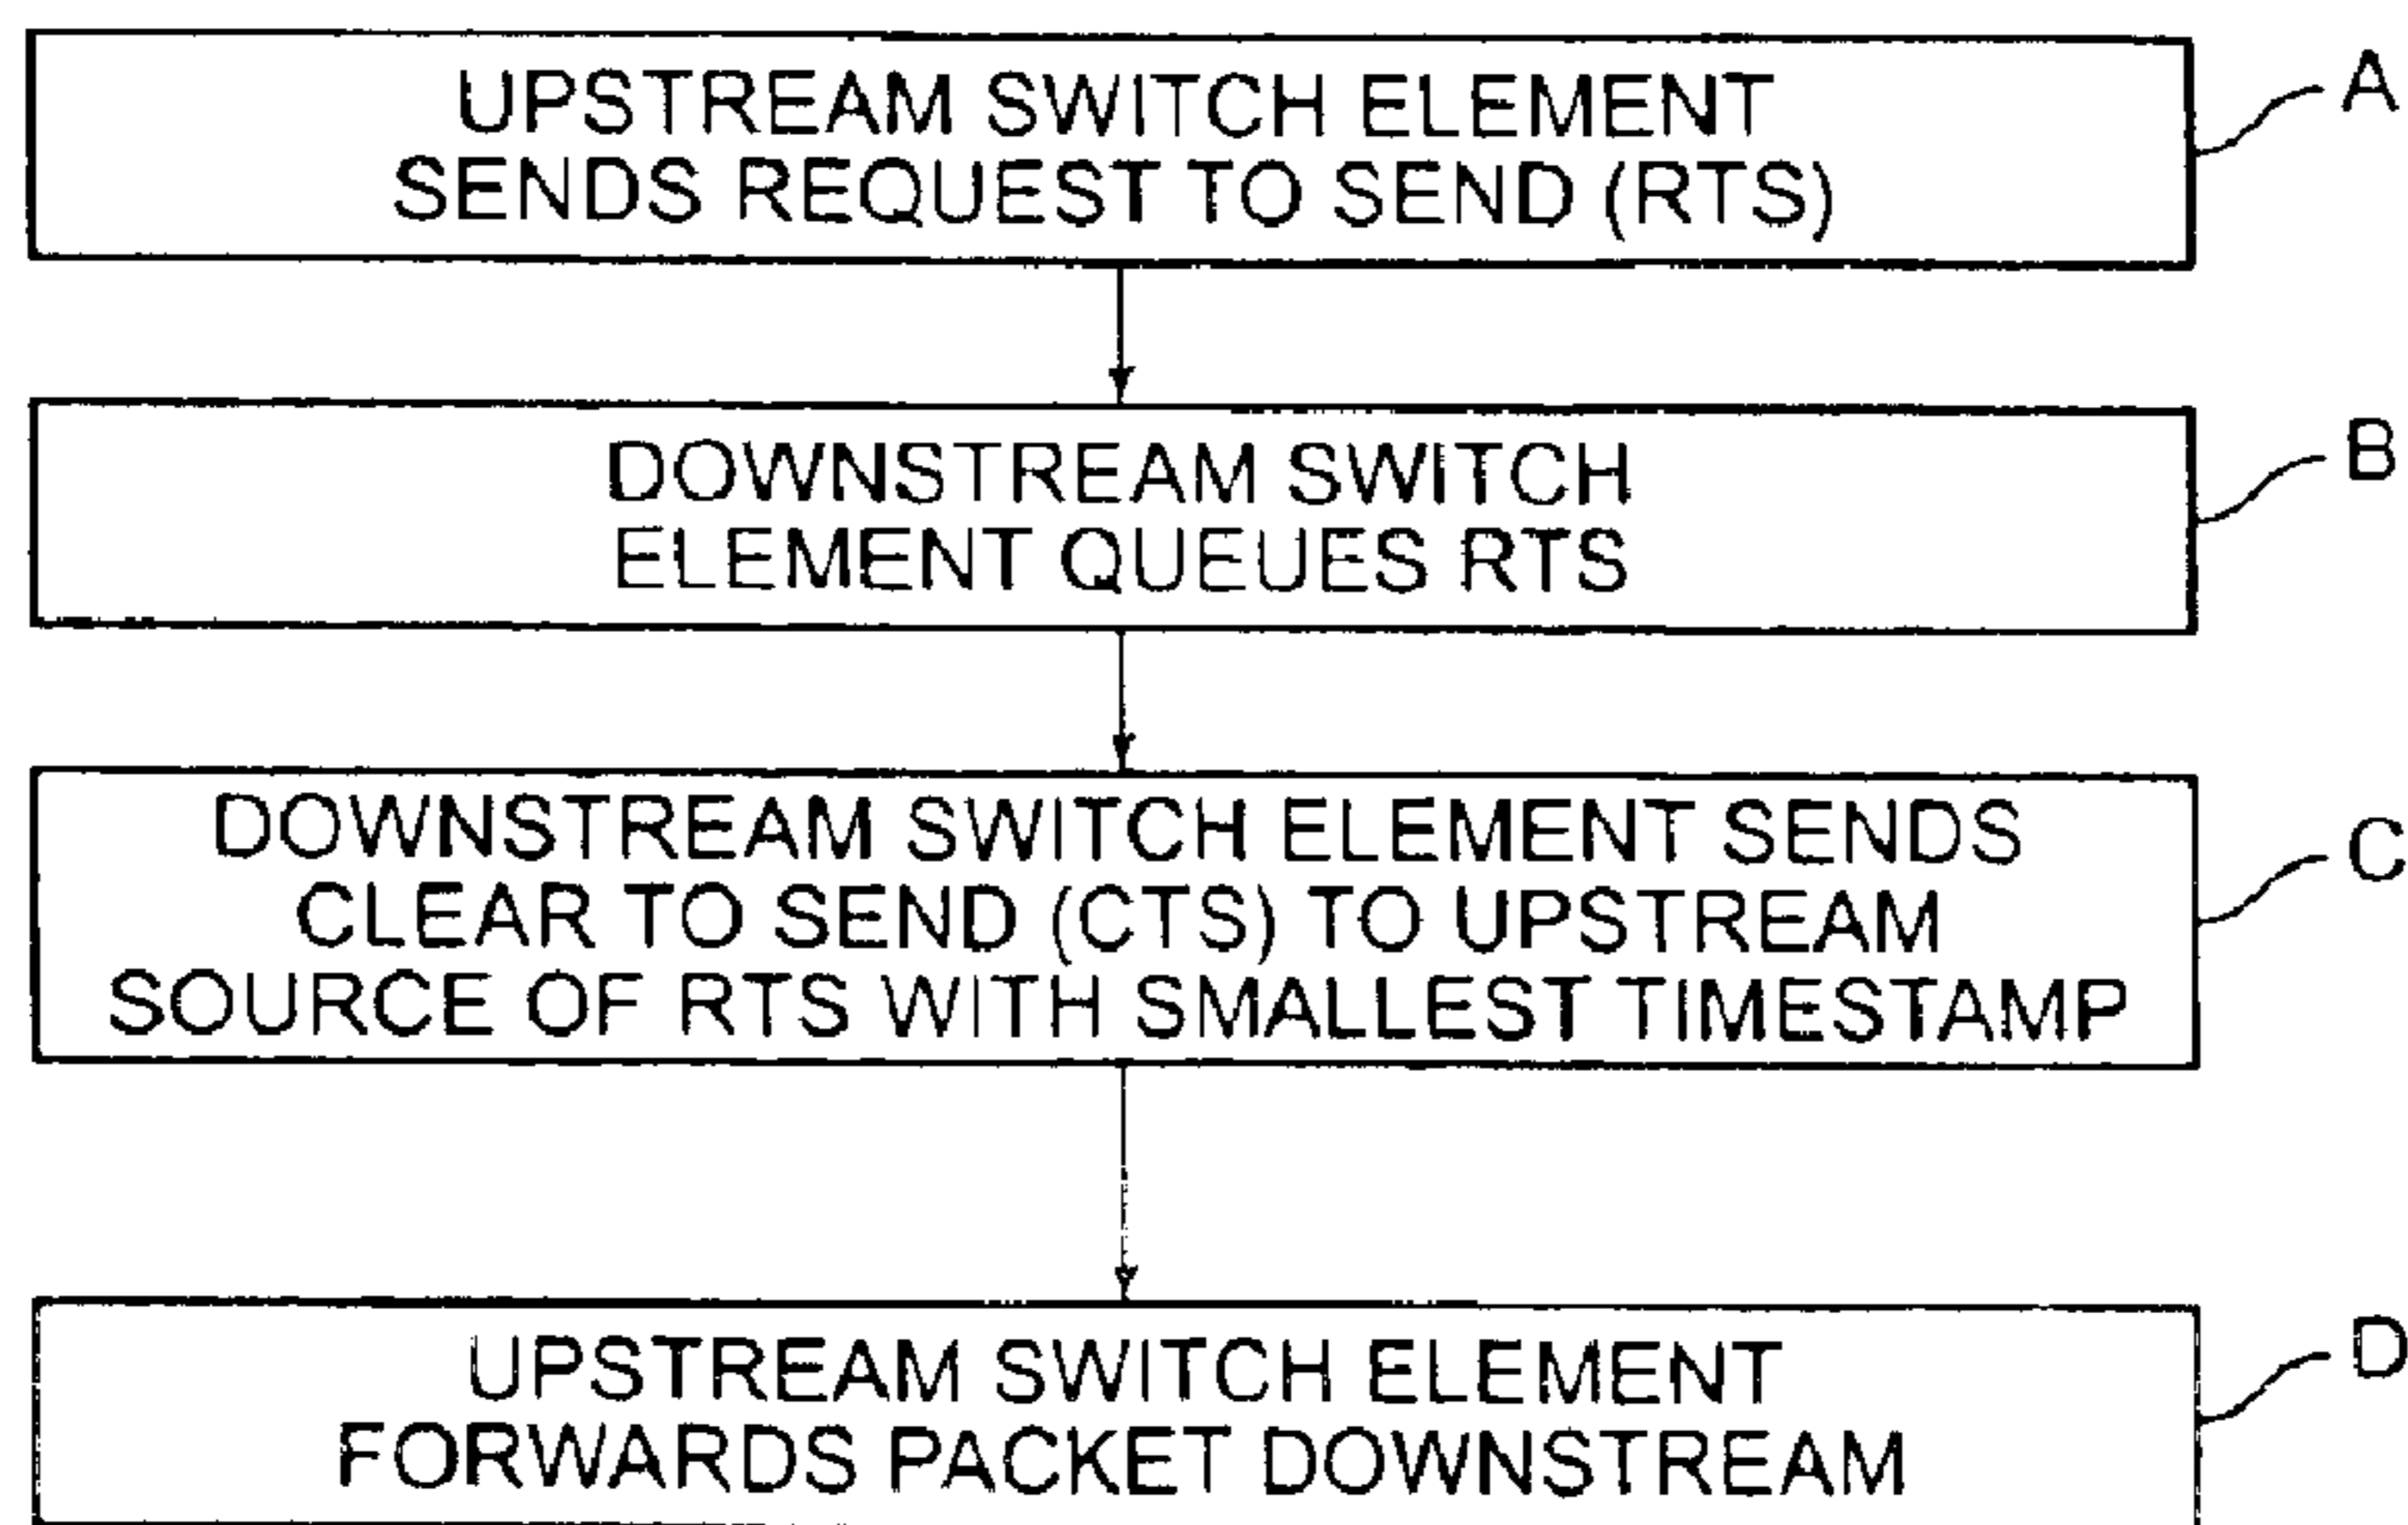 UPSTREAM SWITCH ELEMENT
SENDS REQUEST TO SEND (RTS)
A
DOWNSTREAM SWITCH
ELEMENT QUEUES RTS
B
DOWNSTREAM SWITCH ELEMENT SENDS
CLEAR TO SEND (CTS) TO UPSTREAM
SOURCE OF RTS WITH SMALLEST TIMESTAMP
C
UPSTREAM SWITCH ELEMENT
FORWARDS PACKET DOWNSTREAM
D